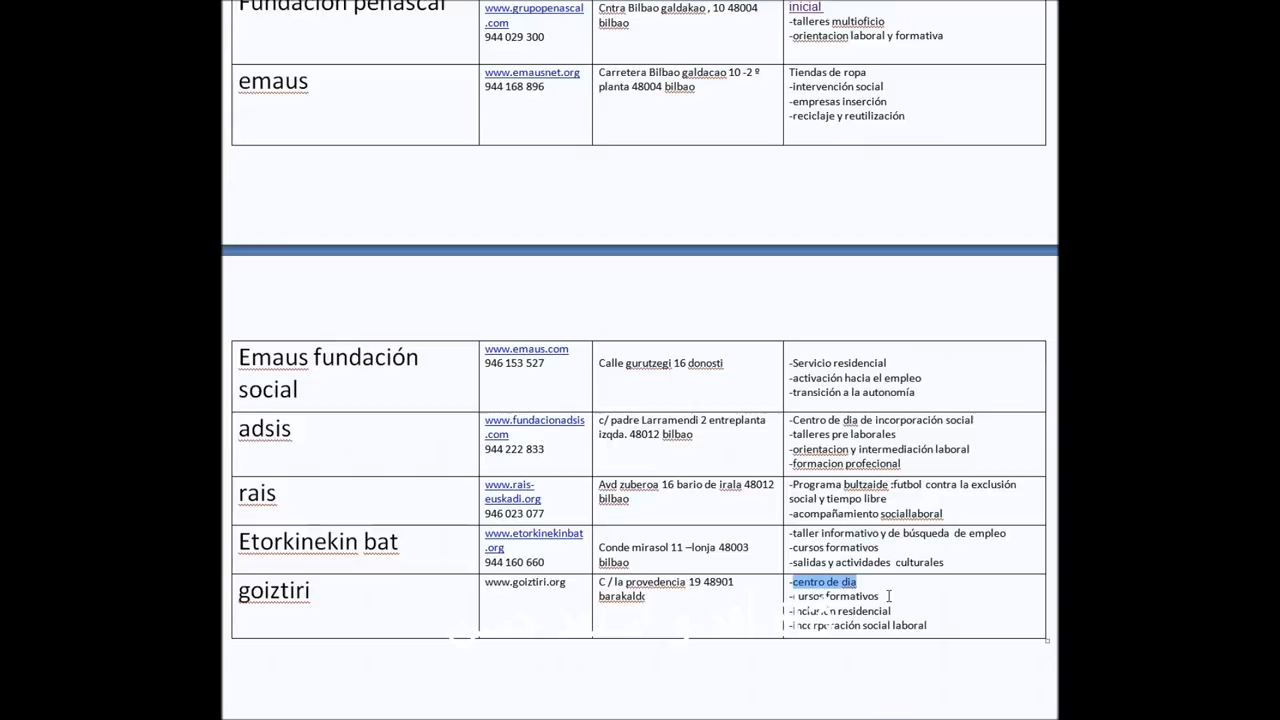 Fundación peñascal
www.grupopenascal
.com
944 029 300
Cntra Bilbao galdakao , 10 48004
bilbao
inicial
-talleres multioficio
-orientacion laboral y formativa
emaus
www.emausnet.org
944 168 896
Carretera Bilbao galdacao 10 -2 º
planta 48004 bilbao
Tiendas de ropa
-intervención social
-empresas inserción
-reciclaje y reutilización
Emaus fundación
social
www.emaus.com
946 153 527
Calle gurutzegi 16 donosti
-Servicio residencial
-activación hacia el empleo
-transición a la autonomía
adsis
www.fundacionadsis
.com
944 222 833
c/ padre Larramendi 2 entreplanta
izqda. 48012 bilbao
-Centro de dia de incorporación social
-talleres pre laborales
-orientacion y intermediación laboral
-formacion profecional
rais
www.rais-
euskadi.org
946 023 077
Avd zuberoa 16 bario de irala 48012
bilbao
-Programa bultzaide :futbol contra la exclusión
social y tiempo libre
-acompañamiento sociallaboral
Etorkinekin bat
www.etorkinekinbat
.org
944 160 660
Conde mirasol 11 –lonja 48003
bilbao
-taller informativo y de búsqueda de empleo
-cursos formativos
-salidas y actividades culturales
goiztiri
www.goiztiri.org
C / la provedencia 19 48901
barakaldc
-centro de dia
-cursos formativos
-inclusión residencial
-incorporación social laboral